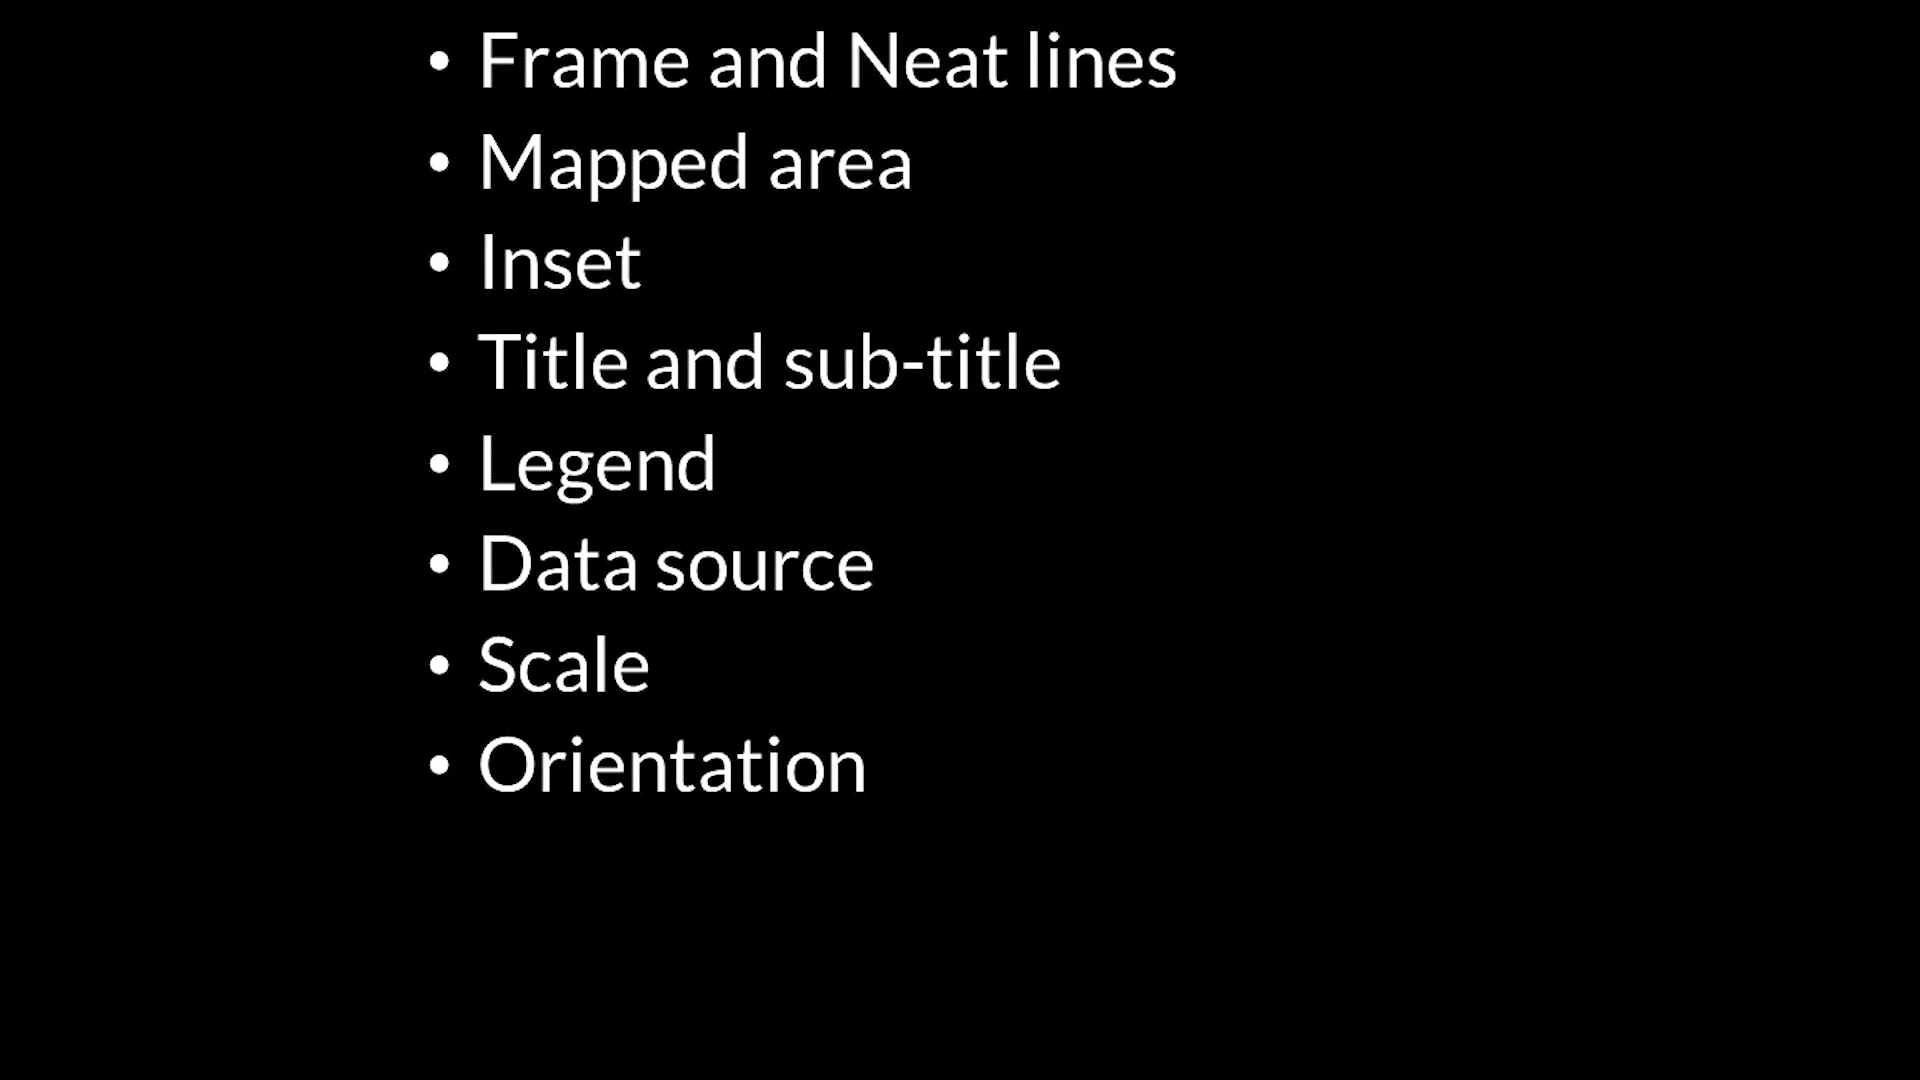 • Frame and Neat lines
• Mapped area
• Inset
• Title and sub-title
• Legend
• Data source
• Scale
• Orientation